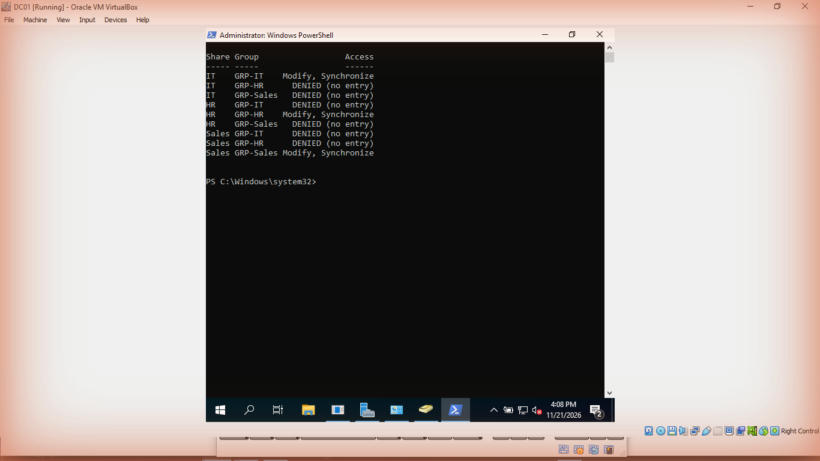 DC01 [Running] - Oracle VM VirtualBox
File Machine View Input Devices Help
Administrator: Windows PowerShell
Share Group Access
----- ----- ------
IT GRP-IT Modify, Synchronize
IT GRP-HR DENIED (no entry)
IT GRP-Sales DENIED (no entry)
HR GRP-IT DENIED (no entry)
HR GRP-HR Modify, Synchronize
HR GRP-Sales DENIED (no entry)
Sales GRP-IT DENIED (no entry)
Sales GRP-HR DENIED (no entry)
Sales GRP-Sales Modify, Synchronize
PS C:\Windows\system32>
4:08 PM
11/21/2026
2
Right Control